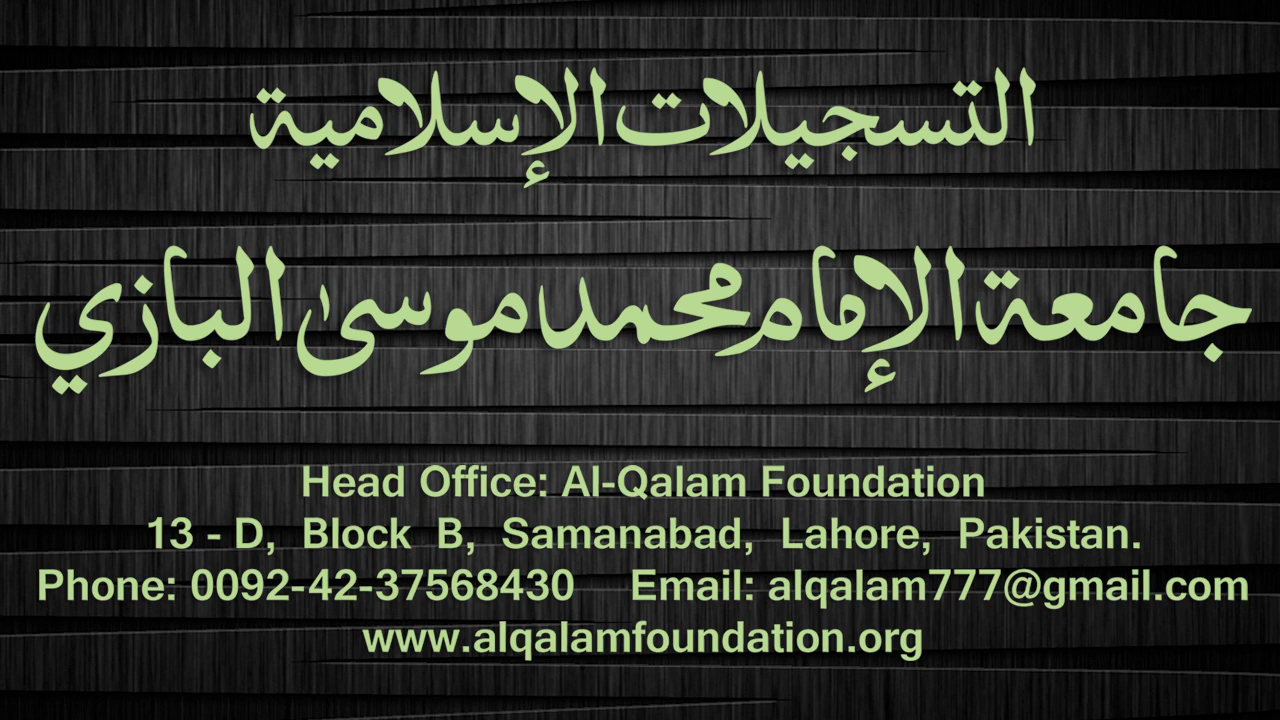 التسجيلات الإسلامية
جامعة الإمام محمد موسىٰ البازي
Head Office: Al-Qalam Foundation
13 - D, Block B, Samanabad, Lahore, Pakistan.
Phone: 0092-42-37568430 Email: alqalam777@gmail.com
www.alqalamfoundation.org